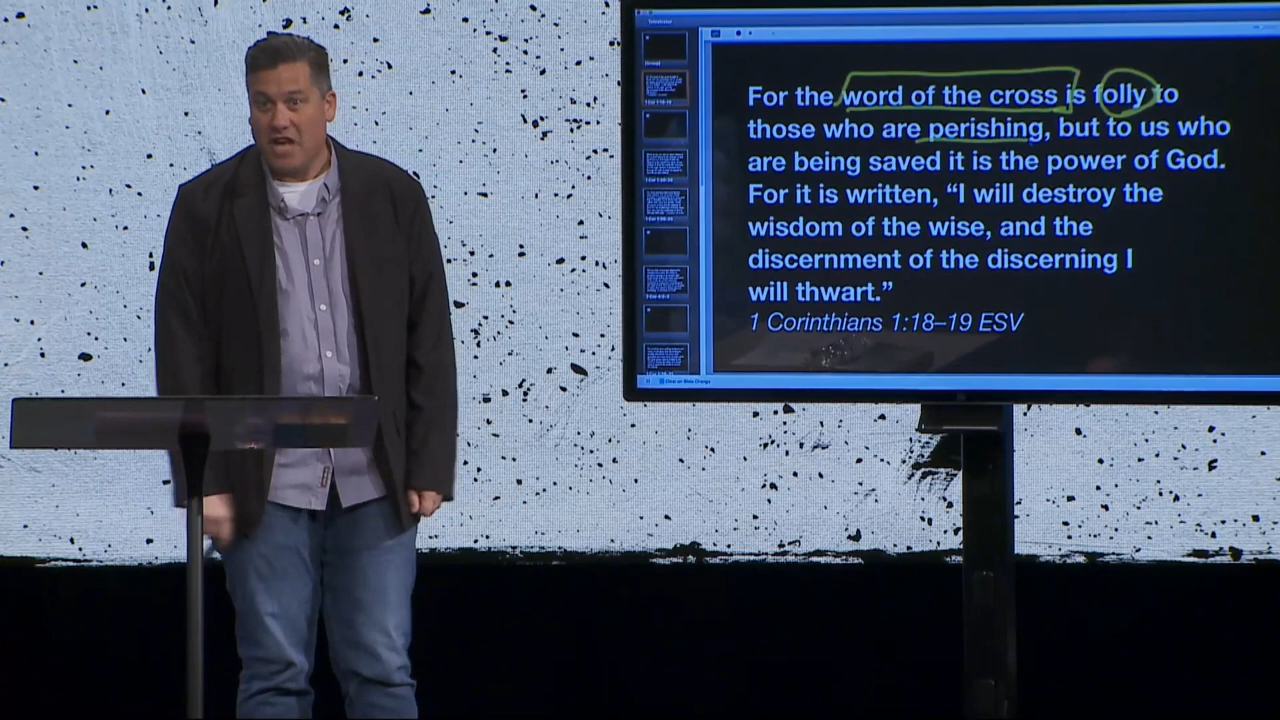 Telestrator
For the word of the cross is folly to
those who are perishing, but to us who
are being saved it is the power of God.
For it is written, “I will destroy the
wisdom of the wise, and the
discernment of the discerning I
will thwart.”
1 Corinthians 1:18–19 ESV